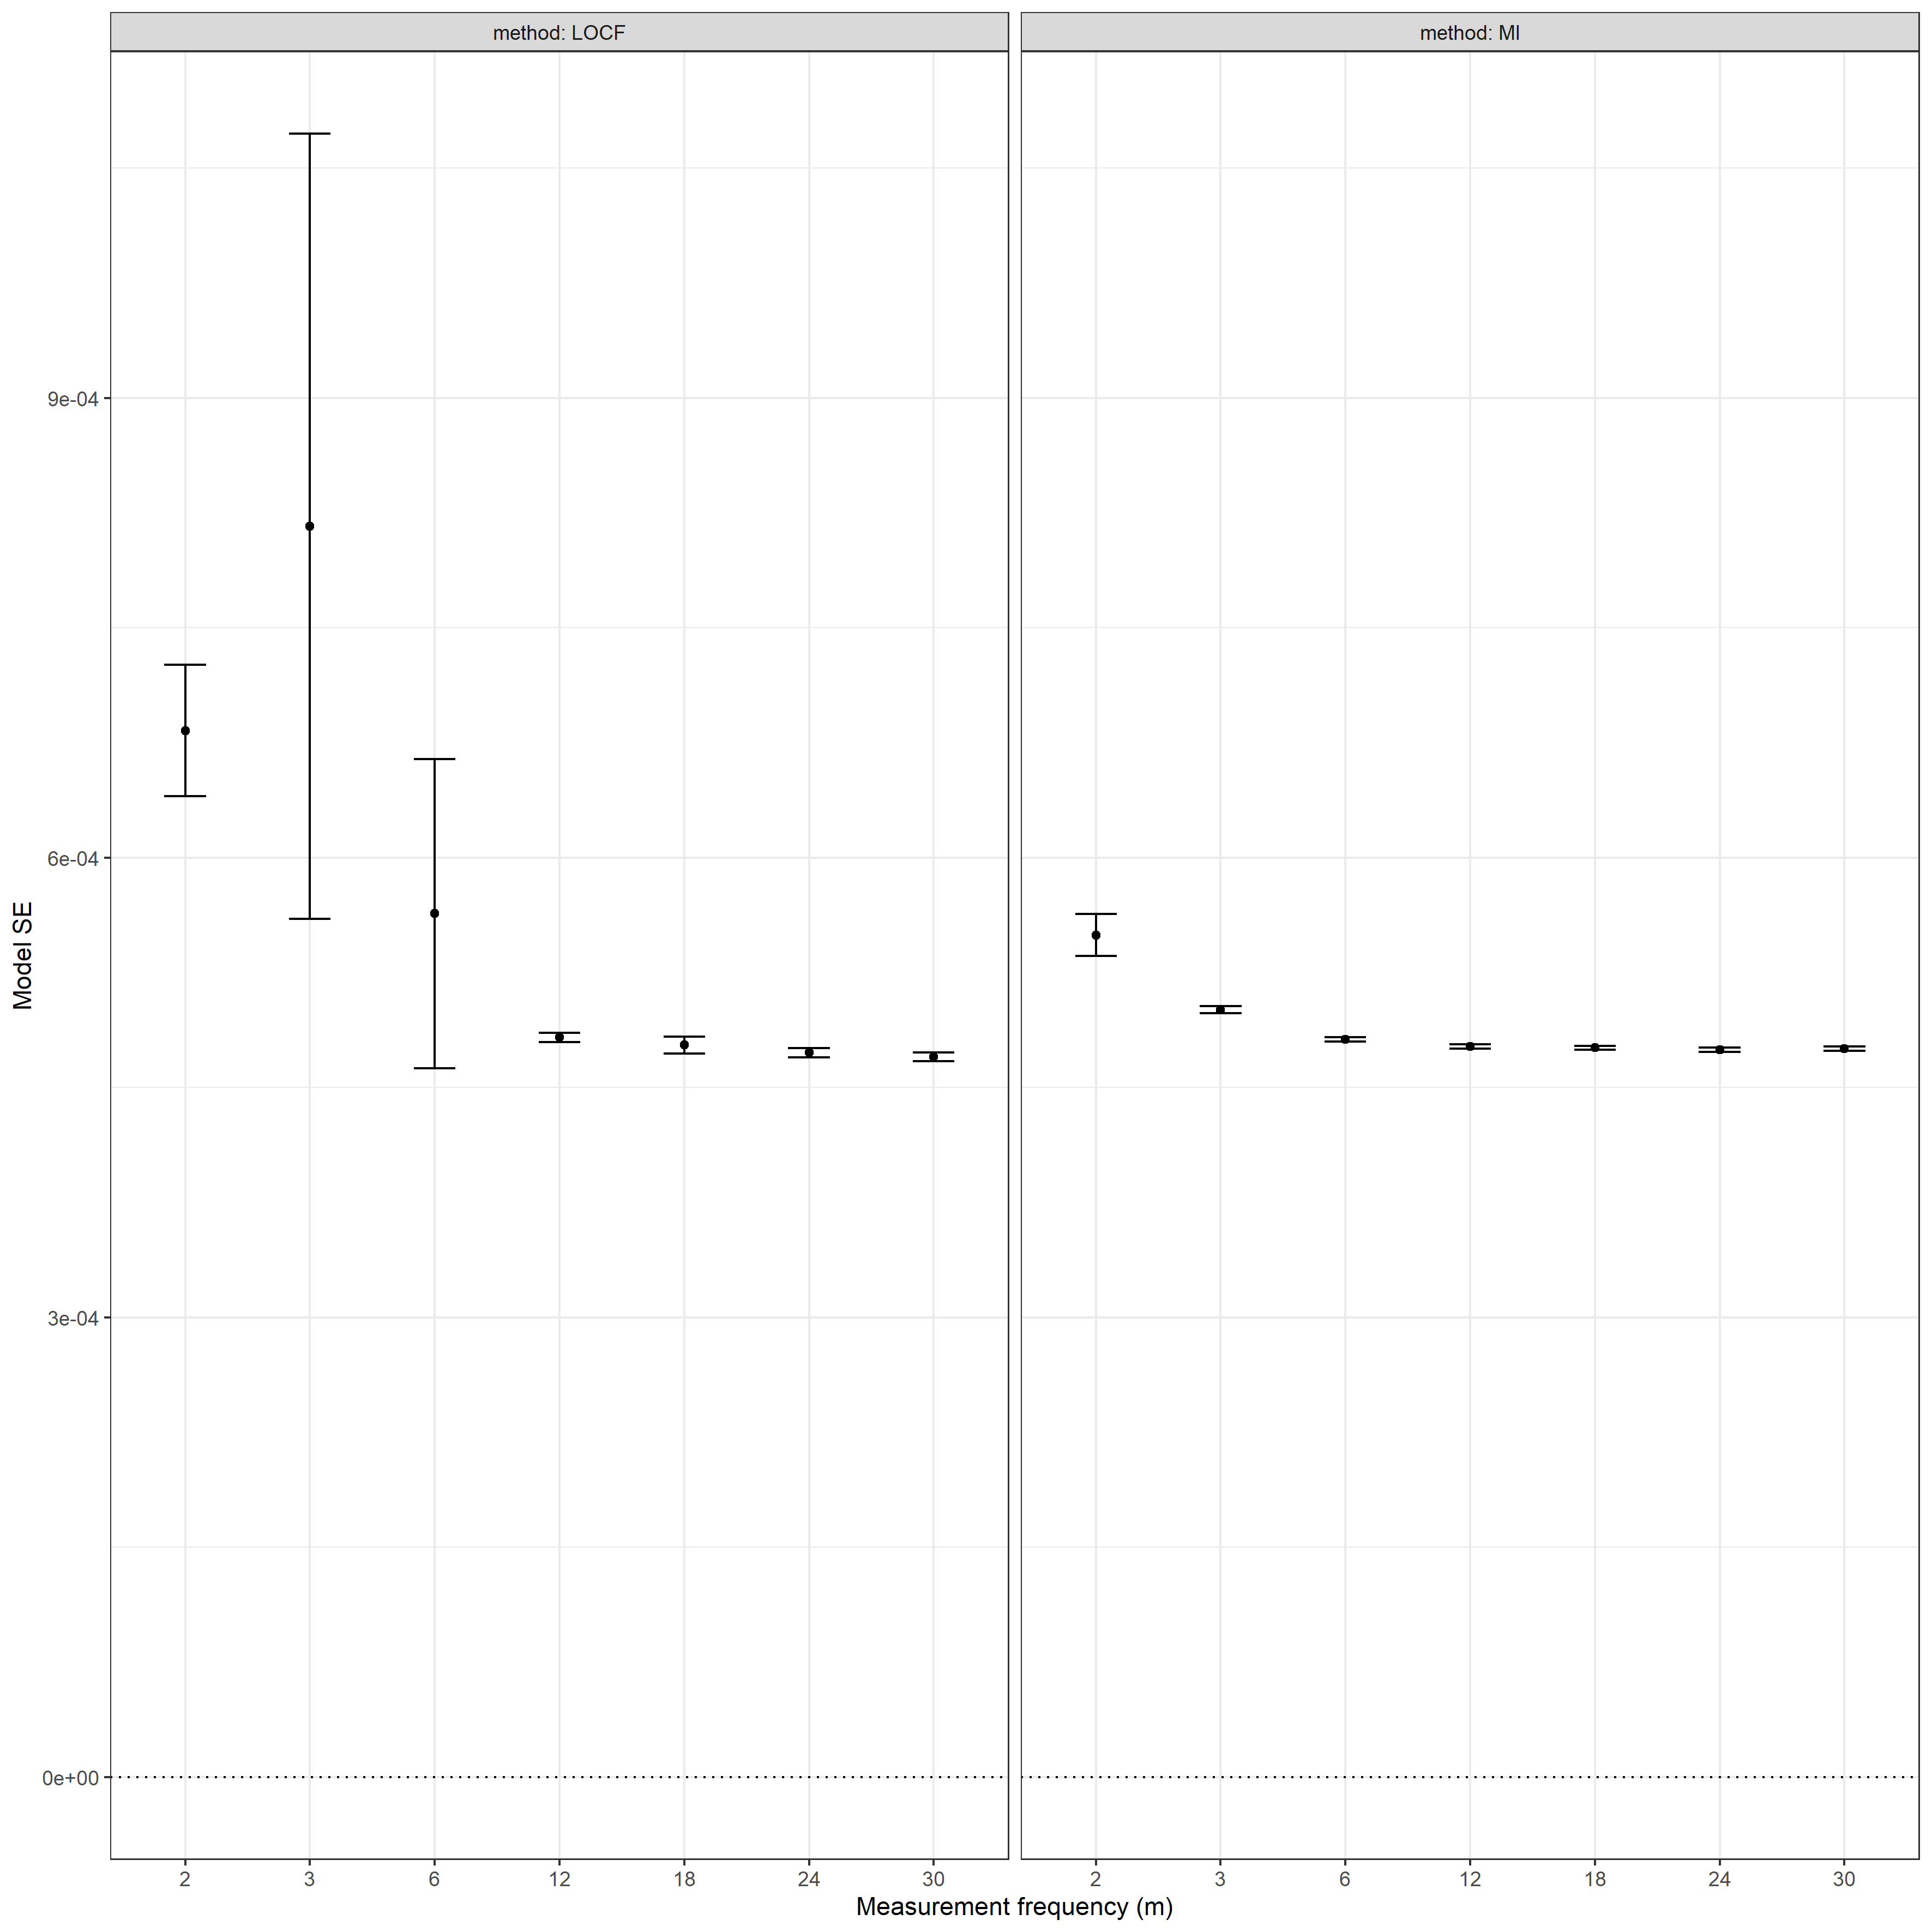 method: LOCF
method: MI
Model SE
9e-04
6e-04
3e-04
0e+00
2 3 6 12 18 24 30
2 3 6 12 18 24 30
Measurement frequency (m)